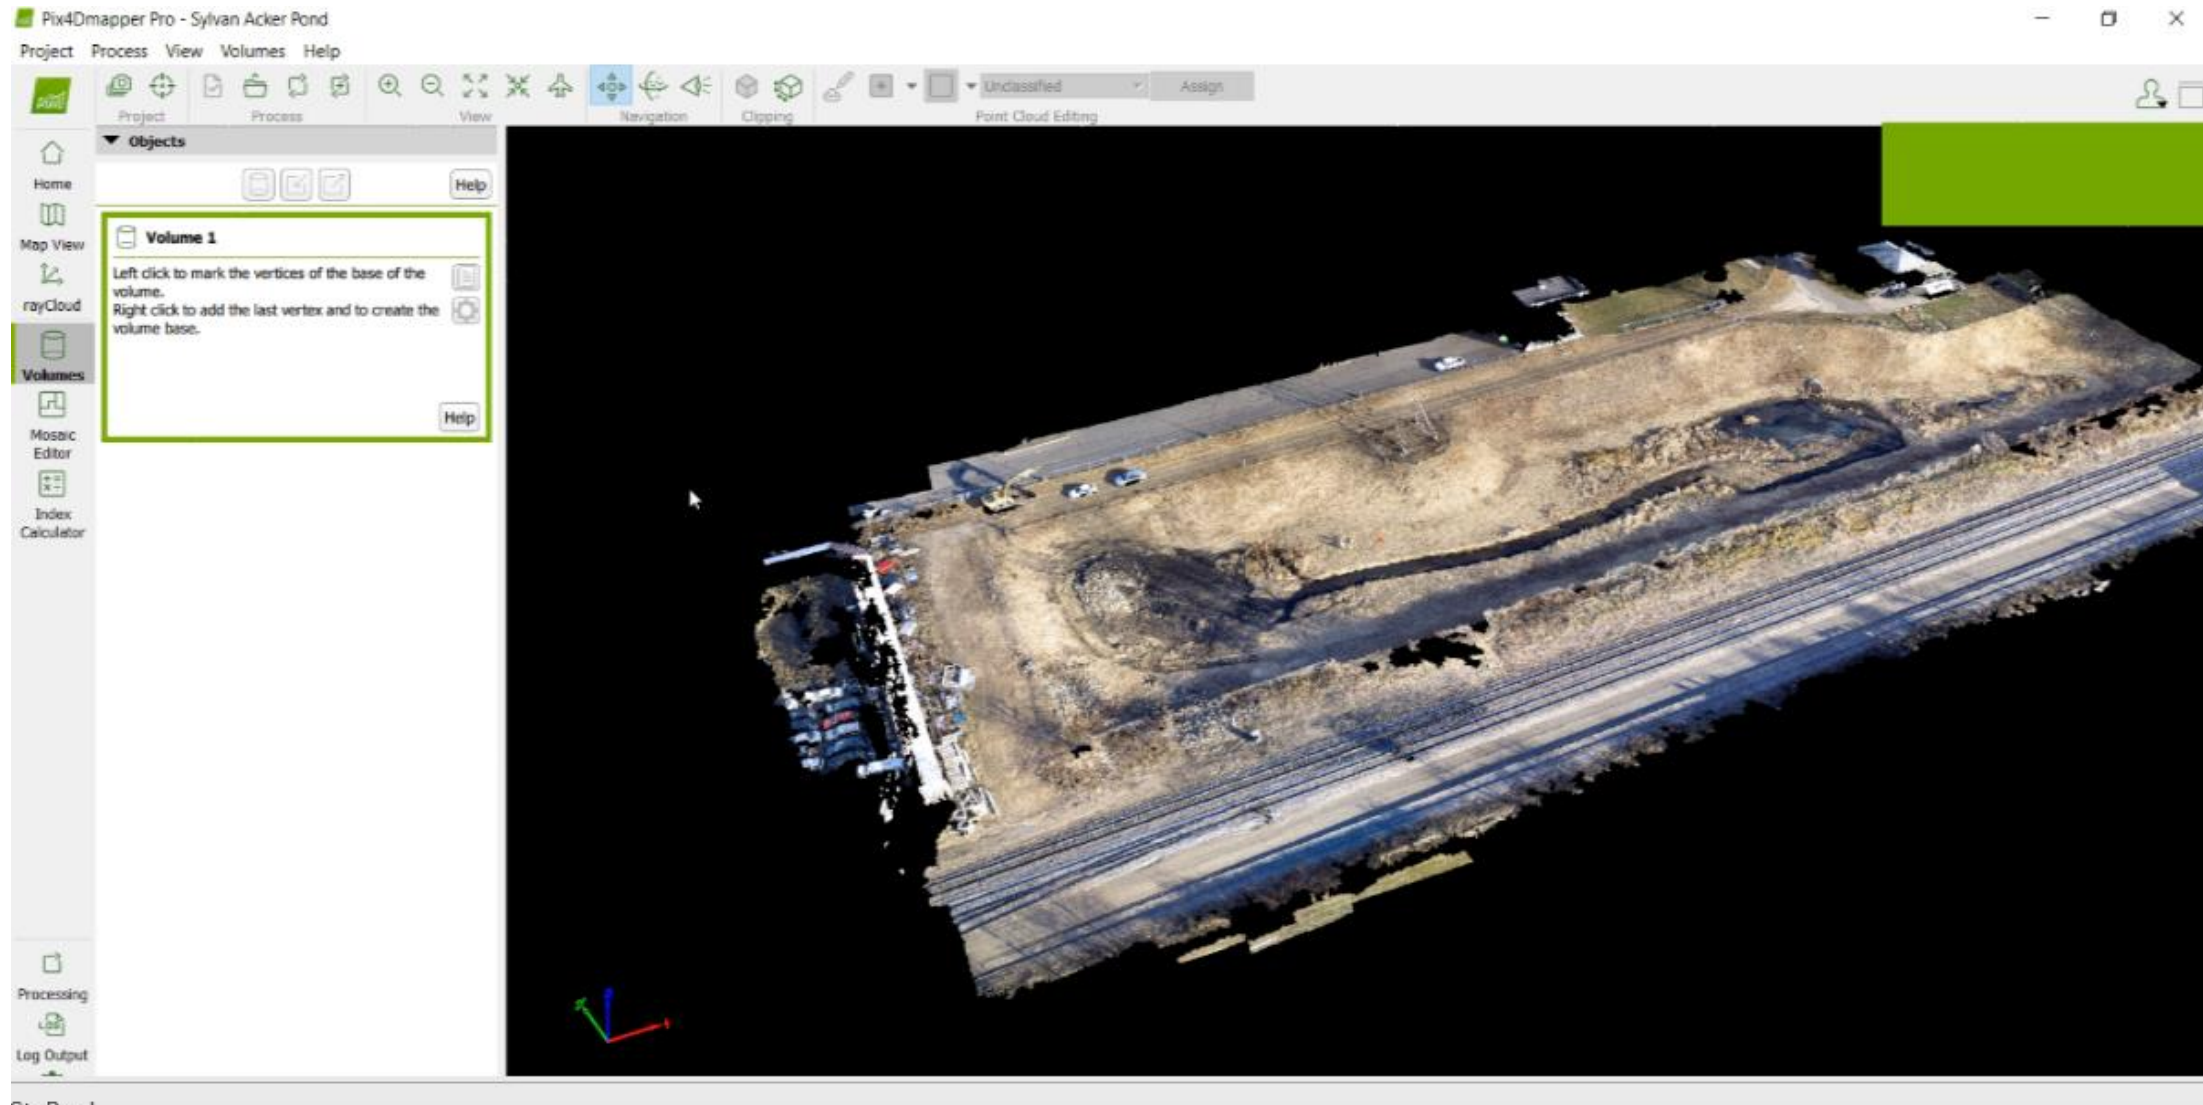 Pix4Dmapper Pro - Sylvan Acker Pond
Project Process View Volumes Help
Unclassified Assign
Project Process View Navigation Clipping Point Cloud Editing
Objects
Help
Volume 1
Left click to mark the vertices of the base of the
volume.
Right click to add the last vertex and to create the
volume base.
Help
Home
Map View
rayCloud
Volumes
Mosaic
Editor
Index
Calculator
Processing
Log Output